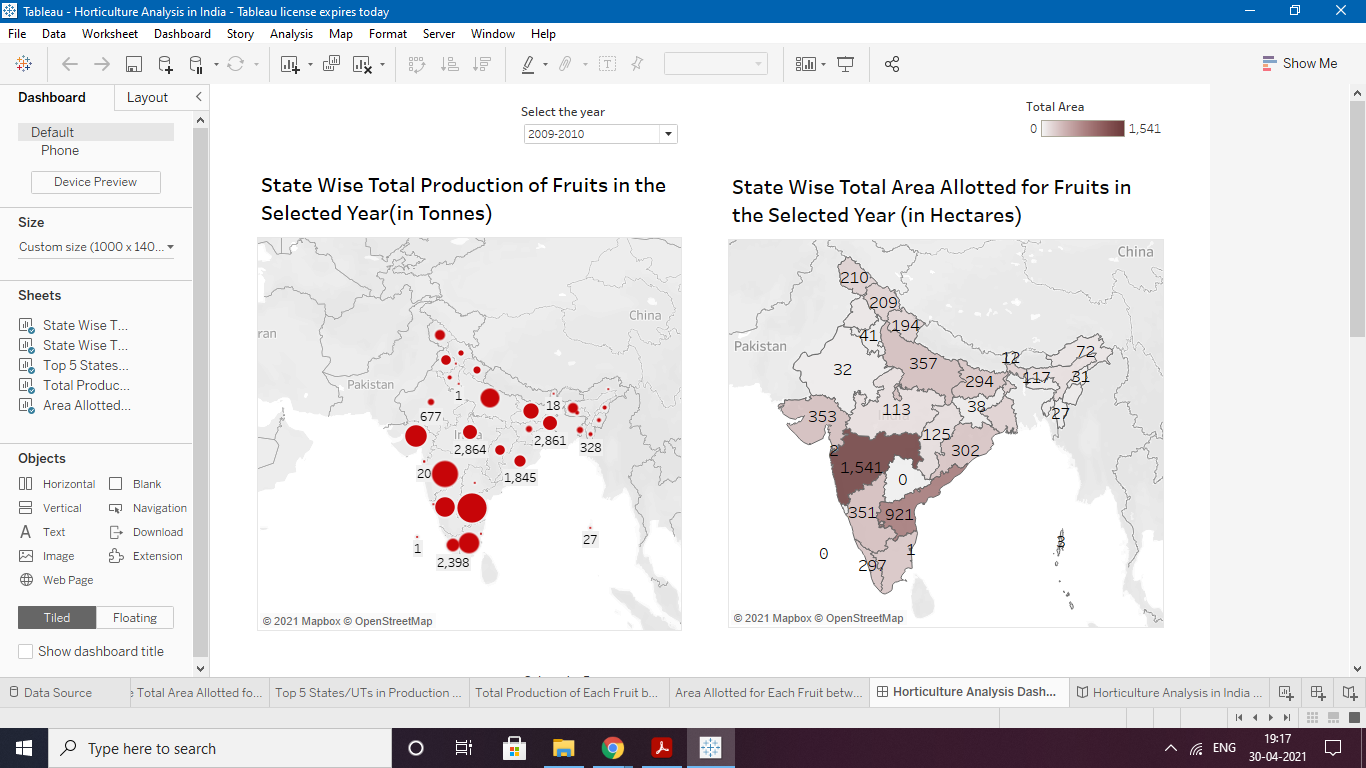 Tableau - Horticulture Analysis in India - Tableau license expires today
File Data Worksheet Dashboard Story Analysis Map Format Server Window Help
Show Me
Dashboard Layout
Default
Phone
Device Preview
Size
Custom size (1000 x 140...
Sheets
State Wise T...
State Wise T...
Top 5 States...
Total Produc...
Area Allotted...
Objects
Horizontal Blank
Vertical Navigation
Text Download
Image Extension
Web Page
Tiled Floating
Show dashboard title
Select the year
2009-2010
Total Area
0 1,541
State Wise Total Production of Fruits in the
Selected Year(in Tonnes)
China
ran
Pakistan
1
18
677
2,864
2,861
328
20
1,845
27
1
2,398
© 2021 Mapbox © OpenStreetMap
State Wise Total Area Allotted for Fruits in
the Selected Year (in Hectares)
China
210
209
194
41
Pakistan
12
72
357
32
117
31
294
113
38
27
353
125
302
2
1,541
0
351
921
0
1
3
297
© 2021 Mapbox © OpenStreetMap
Data Source
e Total Area Allotted fo...
Top 5 States/UTs in Production ...
Total Production of Each Fruit b...
Area Allotted for Each Fruit betw...
Horticulture Analysis Dash...
Horticulture Analysis in India ...
Type here to search
ENG
19:17
30-04-2021